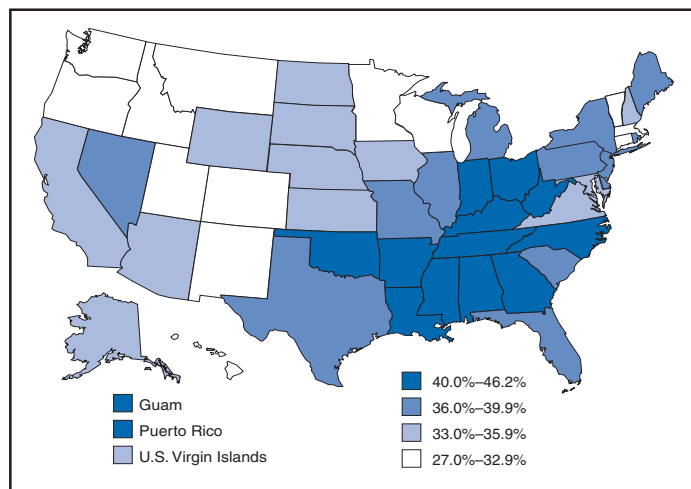 Guam
Puerto Rico
U.S. Virgin Islands
40.0%–46.2%
36.0%–39.9%
33.0%–35.9%
27.0%–32.9%